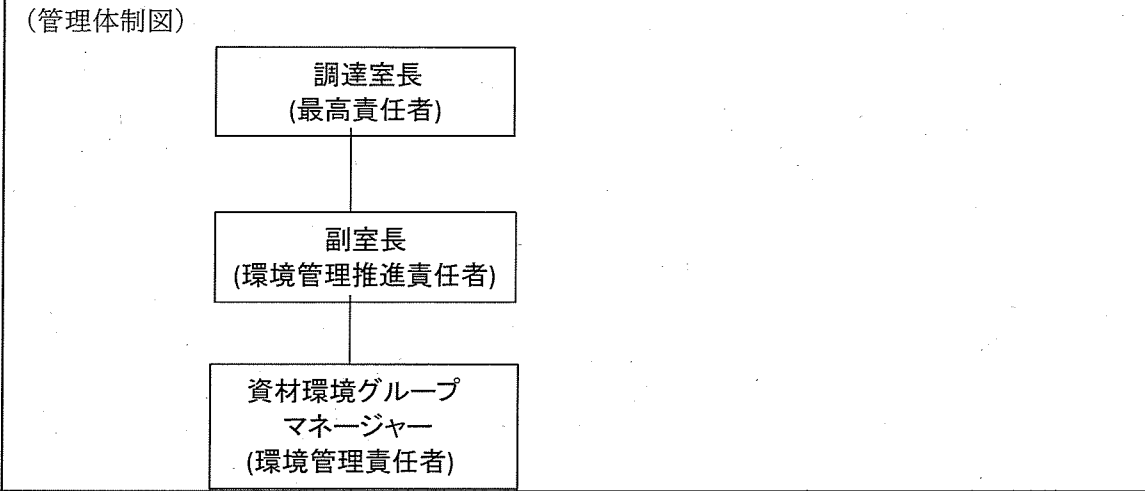 （管理体制図）
調達室長
(最高責任者)
副室長
(環境管理推進責任者)
資材環境グループ
マネージャー
(環境管理責任者)